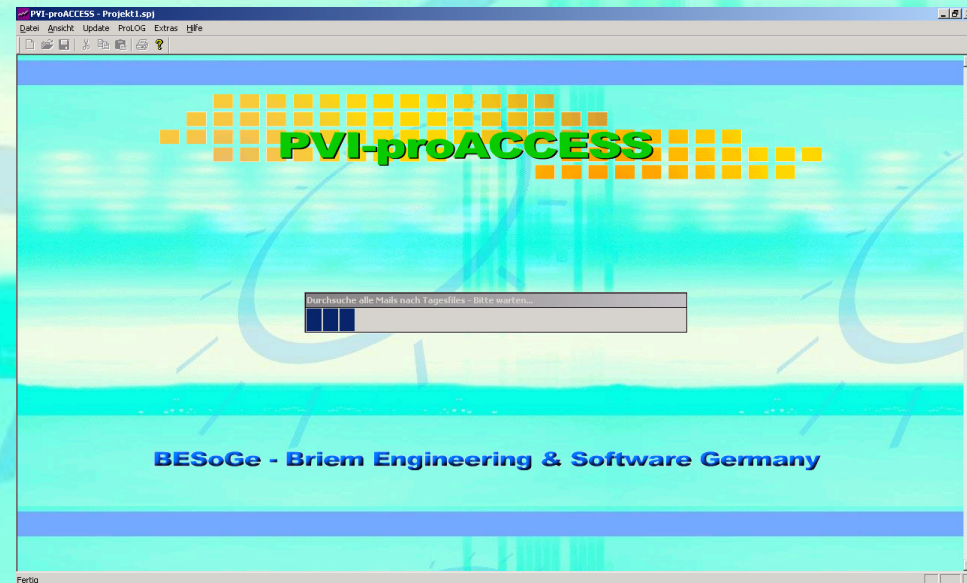 PVI-proACCESS - Projekt1.spj
Datei Ansicht Update ProLOG Extras Hilfe
PVI-proACCESS
Durchsuche alle Mails nach Tagesfiles - Bitte warten...
BESoGe - Briem Engineering & Software Germany
Fertig